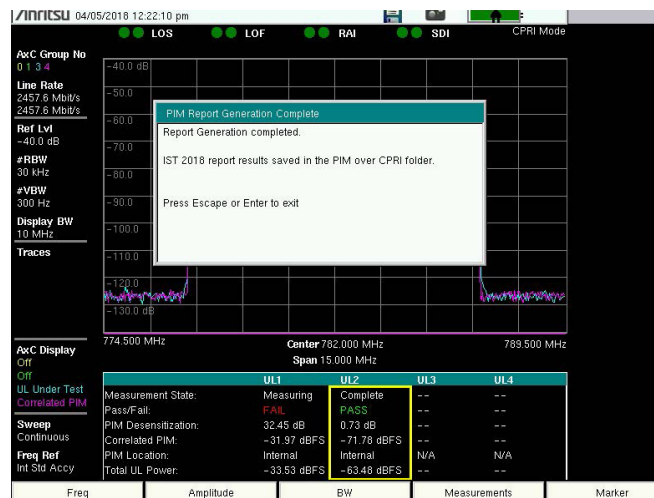 Anritsu 04/05/2018 12:22:10 pm
LOS LOF RAI SDI CPRI Mode
AxC Group No
0 1 3 4
Line Rate
2457.6 Mbit/s
2457.6 Mbit/s
Ref Lvl
-40.0 dB
#RBW
30 kHz
#VBW
300 Hz
Display BW
10 MHz
Traces
AxC Display
Off
Off
UL Under Test
Correlated PIM
Sweep
Continuous
Freq Ref
Int Std Accy
-40.0 dB
-50.0
-60.0
-70.0
-80.0
-90.0
-100.0
-110.0
-120.0
-130.0 dB
PIM Report Generation Complete
Report Generation completed.
IST 2018 report results saved in the PIM over CPRI folder.
Press Escape or Enter to exit
774.500 MHz Center 782.000 MHz 789.500 MHz
Span 15.000 MHz
UL1 UL2 UL3 UL4
Measurement State: Measuring Complete -- --
Pass/Fail: FAIL PASS -- --
PIM Desensitization: 32.45 dB 0.73 dB -- --
Correlated PIM: -31.97 dBFS -71.78 dBFS -- --
PIM Location: Internal Internal N/A N/A
Total UL Power: -33.53 dBFS -63.48 dBFS -- --
Freq Amplitude BW Measurements Marker